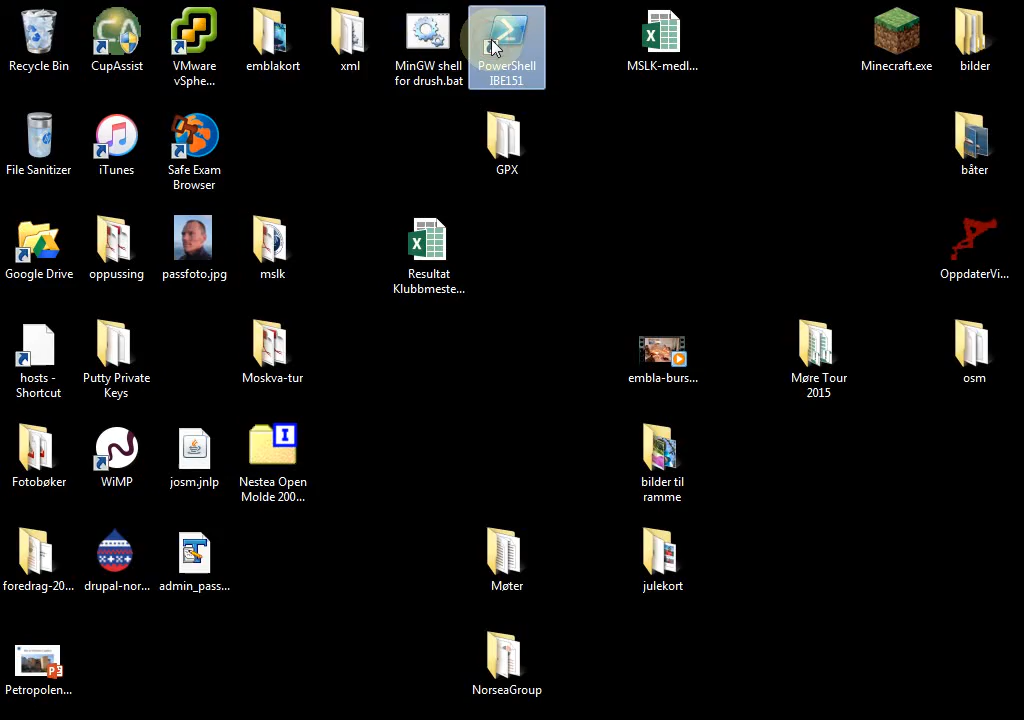 Recycle Bin
CupAssist
VMware
vSphe...
emblakort
xml
MinGW shell
for drush.bat
PowerShell
IBE151
MSLK-medl...
Minecraft.exe
bilder
File Sanitizer
iTunes
Safe Exam
Browser
GPX
båter
Google Drive
oppussing
passfoto.jpg
mslk
Resultat
Klubbmeste...
OppdaterVi...
hosts -
Shortcut
Putty Private
Keys
Moskva-tur
embla-burs...
Møre Tour
2015
osm
Fotobøker
WiMP
josm.jnlp
Nestea Open
Molde 200...
bilder til
ramme
foredrag-20...
drupal-nor...
admin_pass...
Møter
julekort
Petropolen...
NorseaGroup